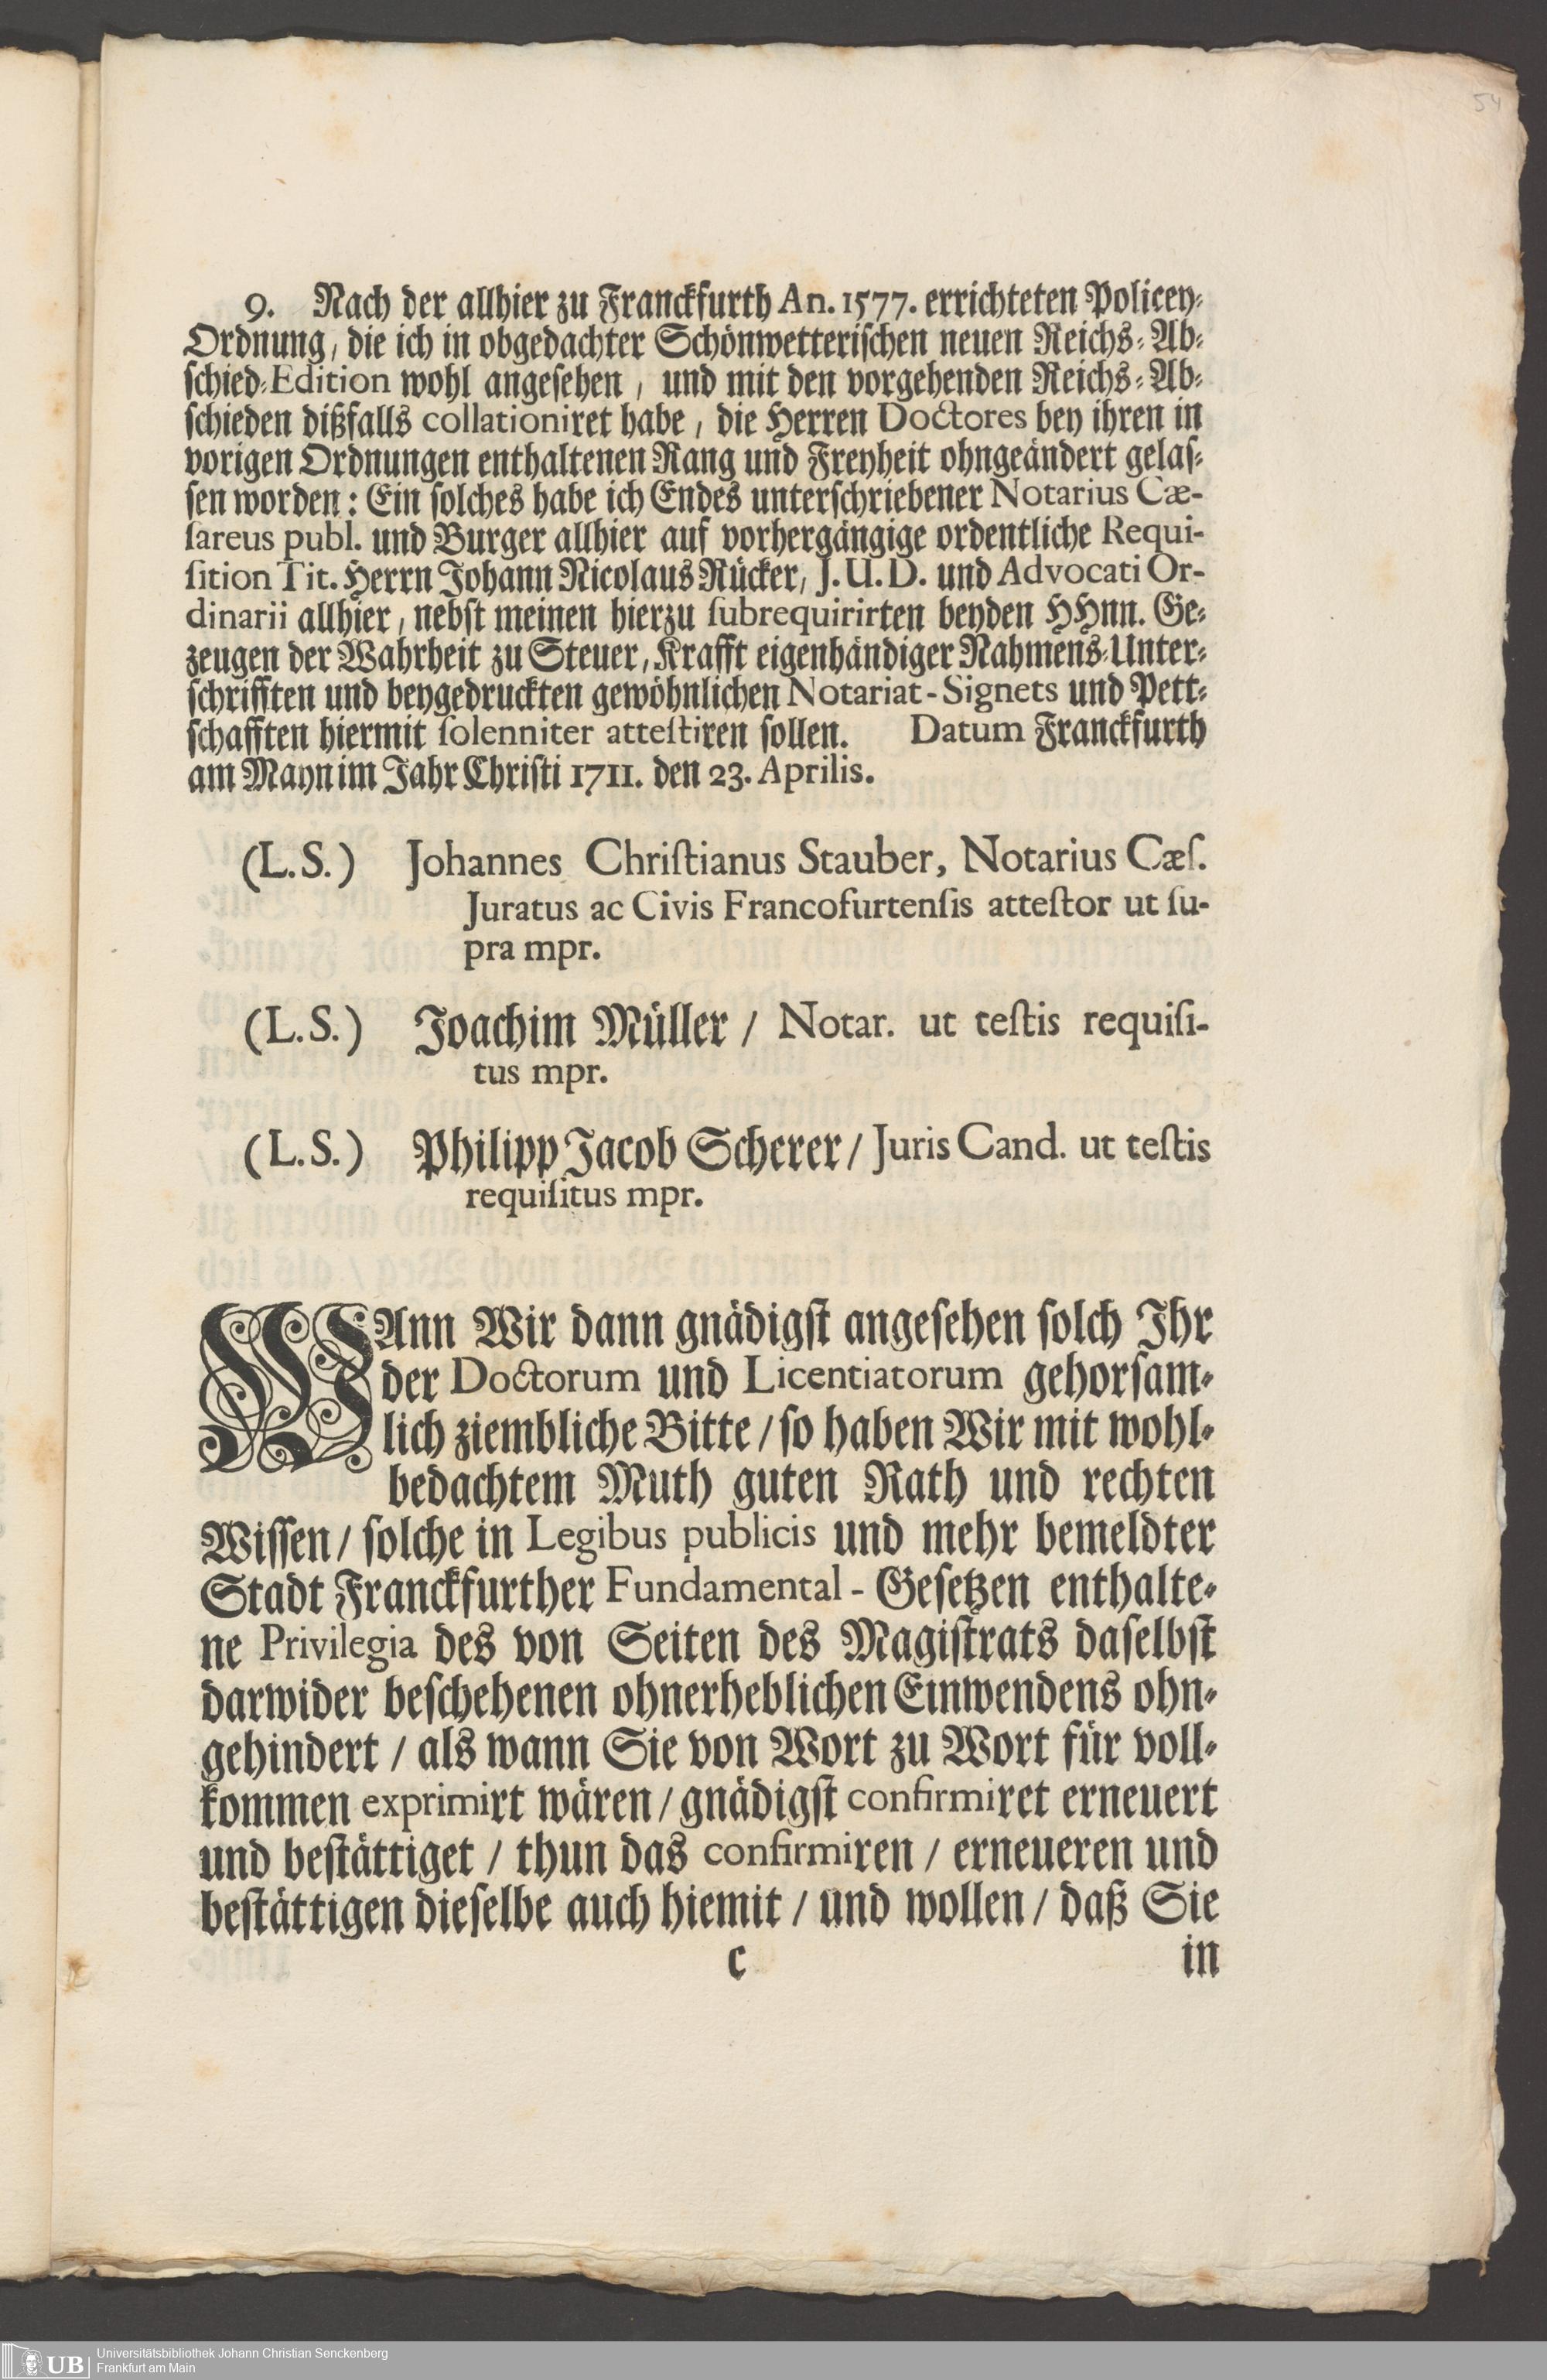 54
9. Nach der allhier zu Franckfurth An. 1577. errichteten Policey-
Ordnung, die ich in obgedachter Schönwetterischen neuen Reichs-Ab-
schied-Edition wohl angesehen, und mit den vorgehenden Reichs-Ab-
schieden dißfalls collationiret habe, die Herren Doctores bey ihren in
vorigen Ordnungen enthaltenen Rang und Freyheit ohngeändert gelas-
sen worden: Ein solches habe ich Endes unterschriebener Notarius Cæ-
ſareus publ. und Burger allhier auf vorhergängige ordentliche Requi-
ſition Tit. Herrn Johann Nicolaus Rücker, J.U.D. und Advocati Or-
dinarii allhier, nebst meinen hierzu ſubrequirirten beyden HHnn. Ge-
zeugen der Wahrheit zu Steuer, Krafft eigenhändiger Nahmens-Unter-
schrifften und beygedruckten gewöhnlichen Notariat-Signets und Pett-
schafften hiermit ſolenniter atteſtiren sollen. Datum Franckfurth
am Mayn im Jahr Christi 1711. den 23. Aprilis.
(L.S.) Johannes Chriſtianus Stauber, Notarius Cæſ.
Juratus ac Civis Francofurtenſis atteſtor ut ſu-
pra mpr.
(L.S.) Joachim Müller / Notar. ut teſtis requiſi-
tus mpr.
(L.S.) Philipp Jacob Scherer / Juris Cand. ut teſtis
requiſitus mpr.
WAnn Wir dann gnädigst angesehen solch Ihr
der Doctorum und Licentiatorum gehorsam-
lich ziembliche Bitte / so haben Wir mit wohl-
bedachtem Muth guten Rath und rechten
Wissen / solche in Legibus publicis und mehr bemeldter
Stadt Franckfurther Fundamental-Gesetzen enthalte-
ne Privilegia des von Seiten des Magistrats daselbst
darwider beschehenen ohnerheblichen Einwendens ohn-
gehindert / als wann Sie von Wort zu Wort für voll-
kommen exprimirt wären / gnädigst confirmiret erneuert
und bestättiget / thun das confirmiren / erneueren und
bestättigen dieselbe auch hiemit / und wollen / daß Sie
c in
UB Universitätsbibliothek Johann Christian Senckenberg
Frankfurt am Main